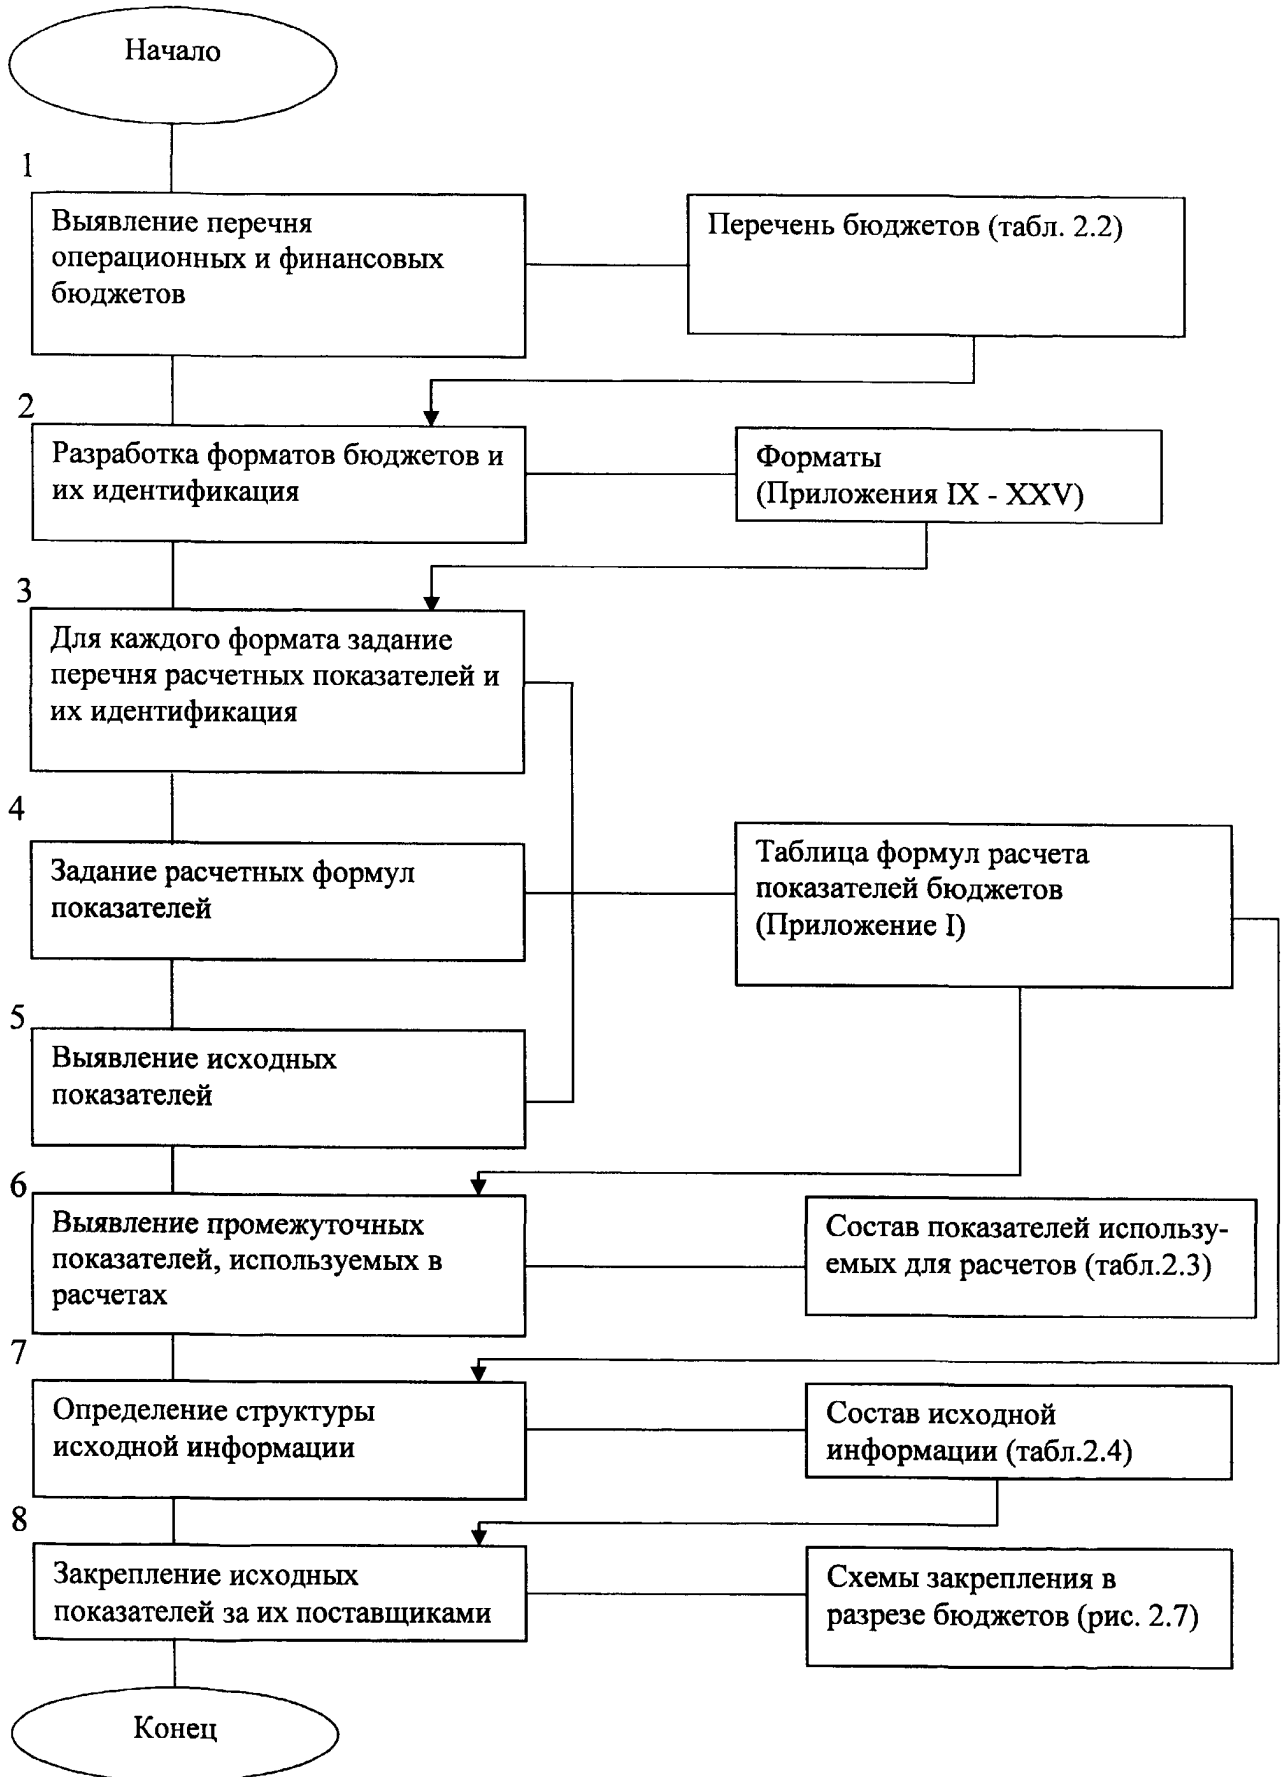 Начало
1
Выявление перечня
операционных и финансовых
бюджетов
Перечень бюджетов (табл. 2.2)
2
Разработка форматов бюджетов и
их идентификация
Форматы
(Приложения IX - XXV)
3
Для каждого формата задание
перечня расчетных показателей и
их идентификация
4
Задание расчетных формул
показателей
Таблица формул расчета
показателей бюджетов
(Приложение I)
5
Выявление исходных
показателей
6
Выявление промежуточных
показателей, используемых в
расчетах
Состав показателей использу-
емых для расчетов (табл.2.3)
7
Определение структуры
исходной информации
Состав исходной
информации (табл.2.4)
8
Закрепление исходных
показателей за их поставщиками
Схемы закрепления в
разрезе бюджетов (рис. 2.7)
Конец